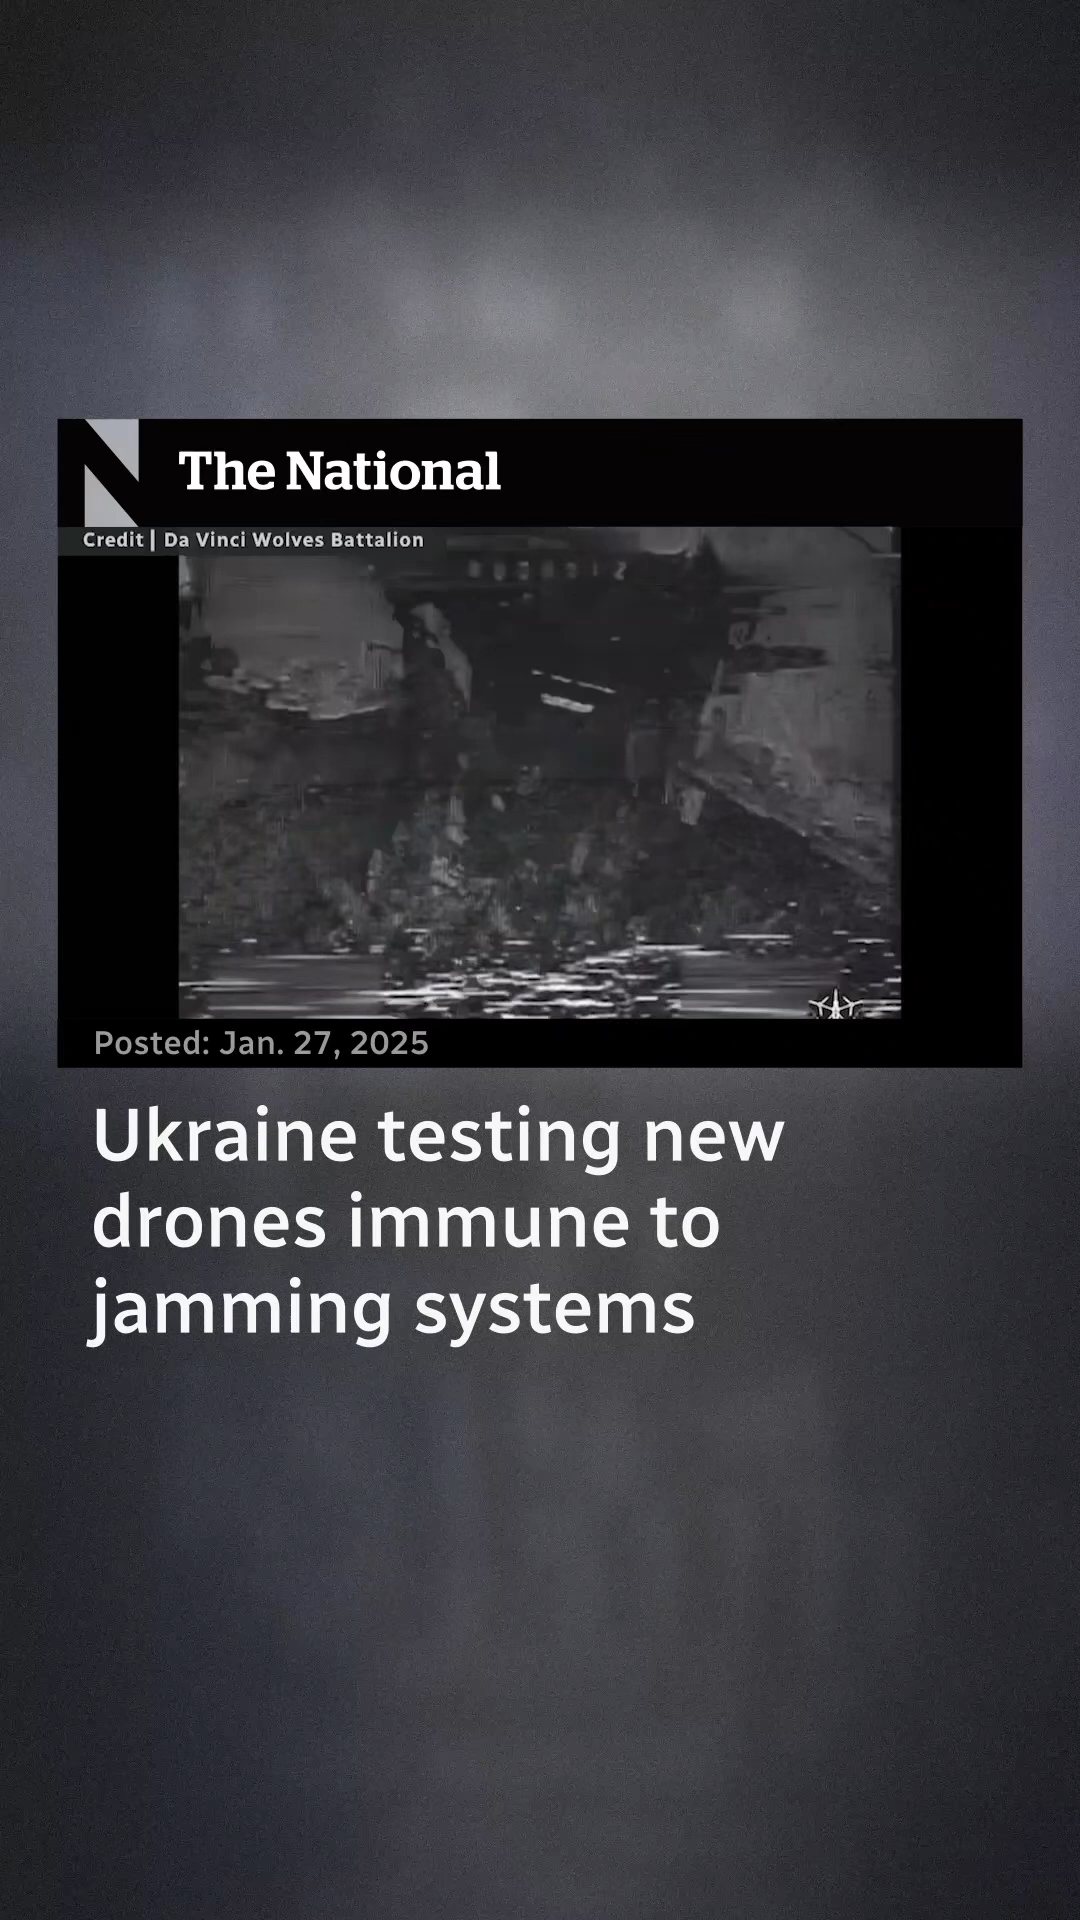 The National
Credit | Da Vinci Wolves Battalion
Posted: Jan. 27, 2025
Ukraine testing new
drones immune to
jamming systems